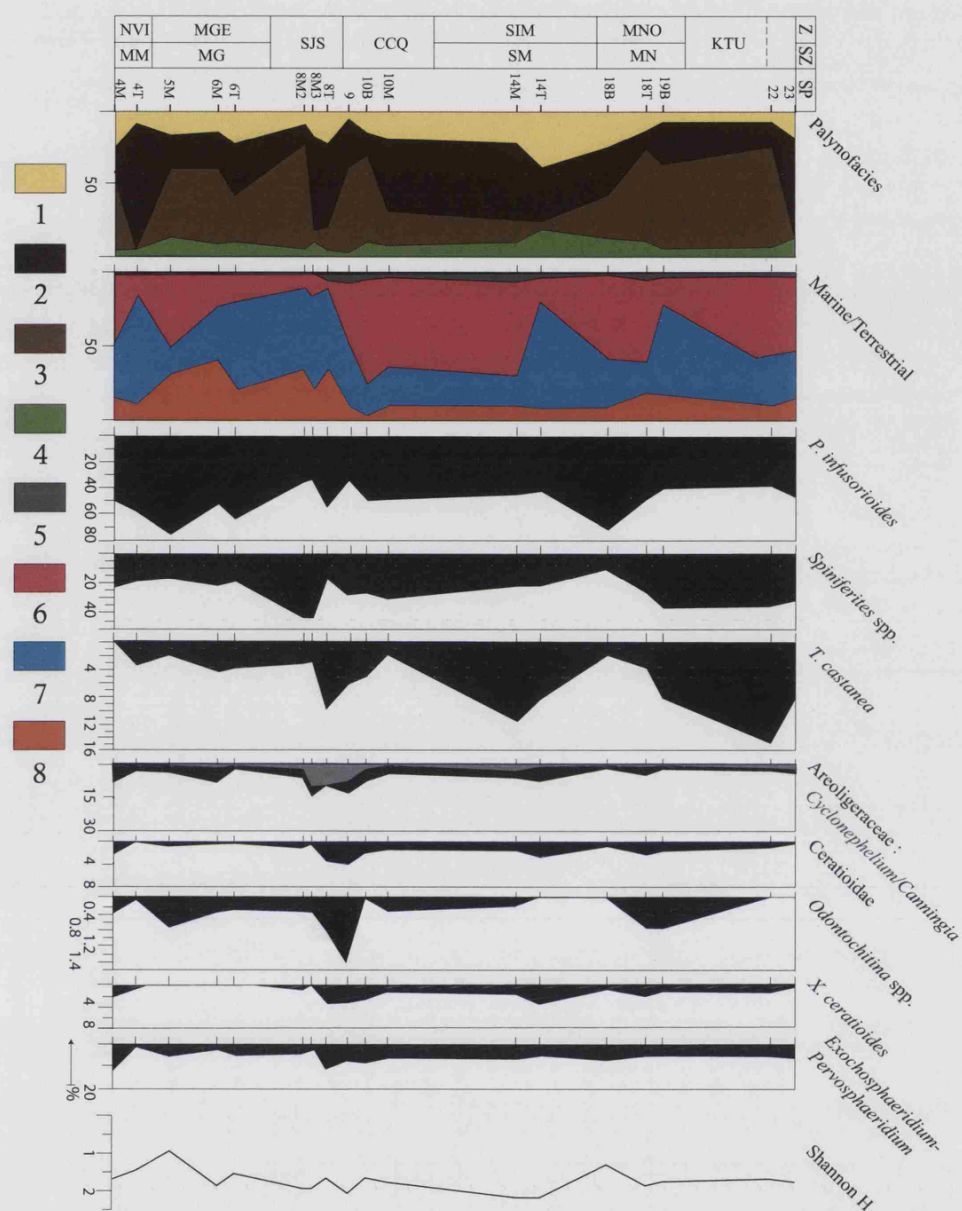 NVI MGE SJS CCQ SIM MNO KTU Z
MM MG SM MN SZ
4M 4T 5M 6M 6T 8M2 8M3 8T 9 10B 10M 14M 14T 18B 18T 19B 22 23 SP
Palynofacies
50
Marine/Terrestrial
50
P. infusorioides
20
40
60
80
Spiniferites spp.
20
40
T. castanea
4
8
12
16
Areoligeraceae :
Cyclonephelium/Canningia
15
30
Ceratioidae
4
8
Odontochitina spp.
0.4
0.8
1.2
1.4
X. ceratioides
4
8
Exochosphaeridium-
Pervosphaeridium
20
%
Shannon H
1
2
1
2
3
4
5
6
7
8